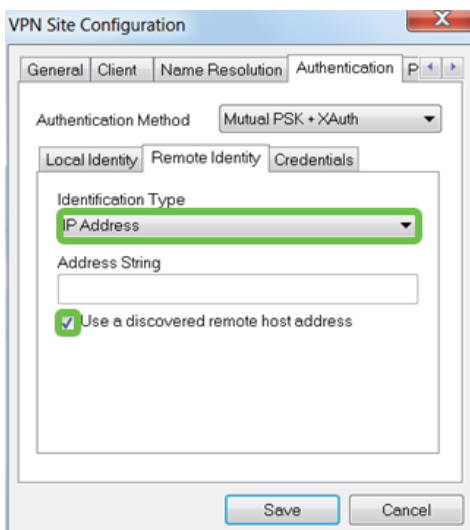 VPN Site Configuration
General Client Name Resolution Authentication P
Authentication Method Mutual PSK + XAuth
Local Identity Remote Identity Credentials
Identification Type
IP Address
Address String
Use a discovered remote host address
Save Cancel